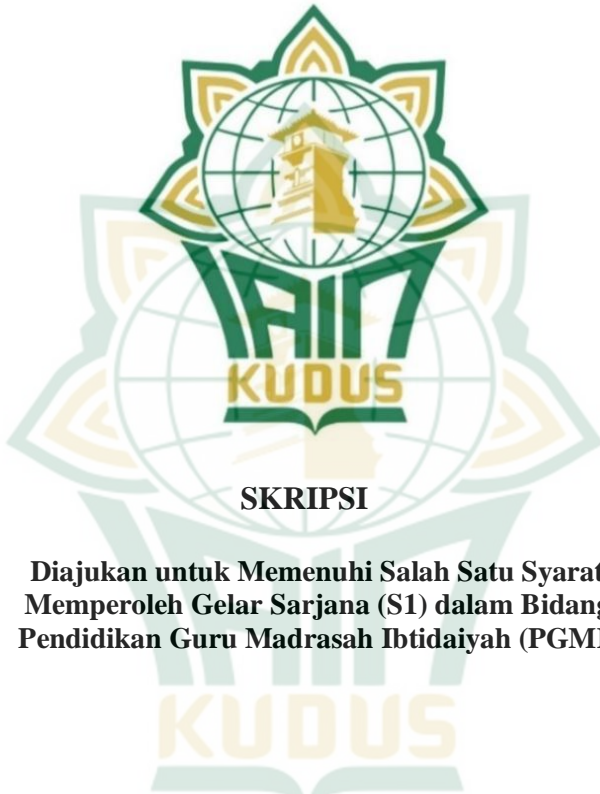 IAIN
KUDUS
SKRIPSI
Diajukan untuk Memenuhi Salah Satu Syarat
Memperoleh Gelar Sarjana (S1) dalam Bidang
Pendidikan Guru Madrasah Ibtidaiyah (PGMI
KUDUS